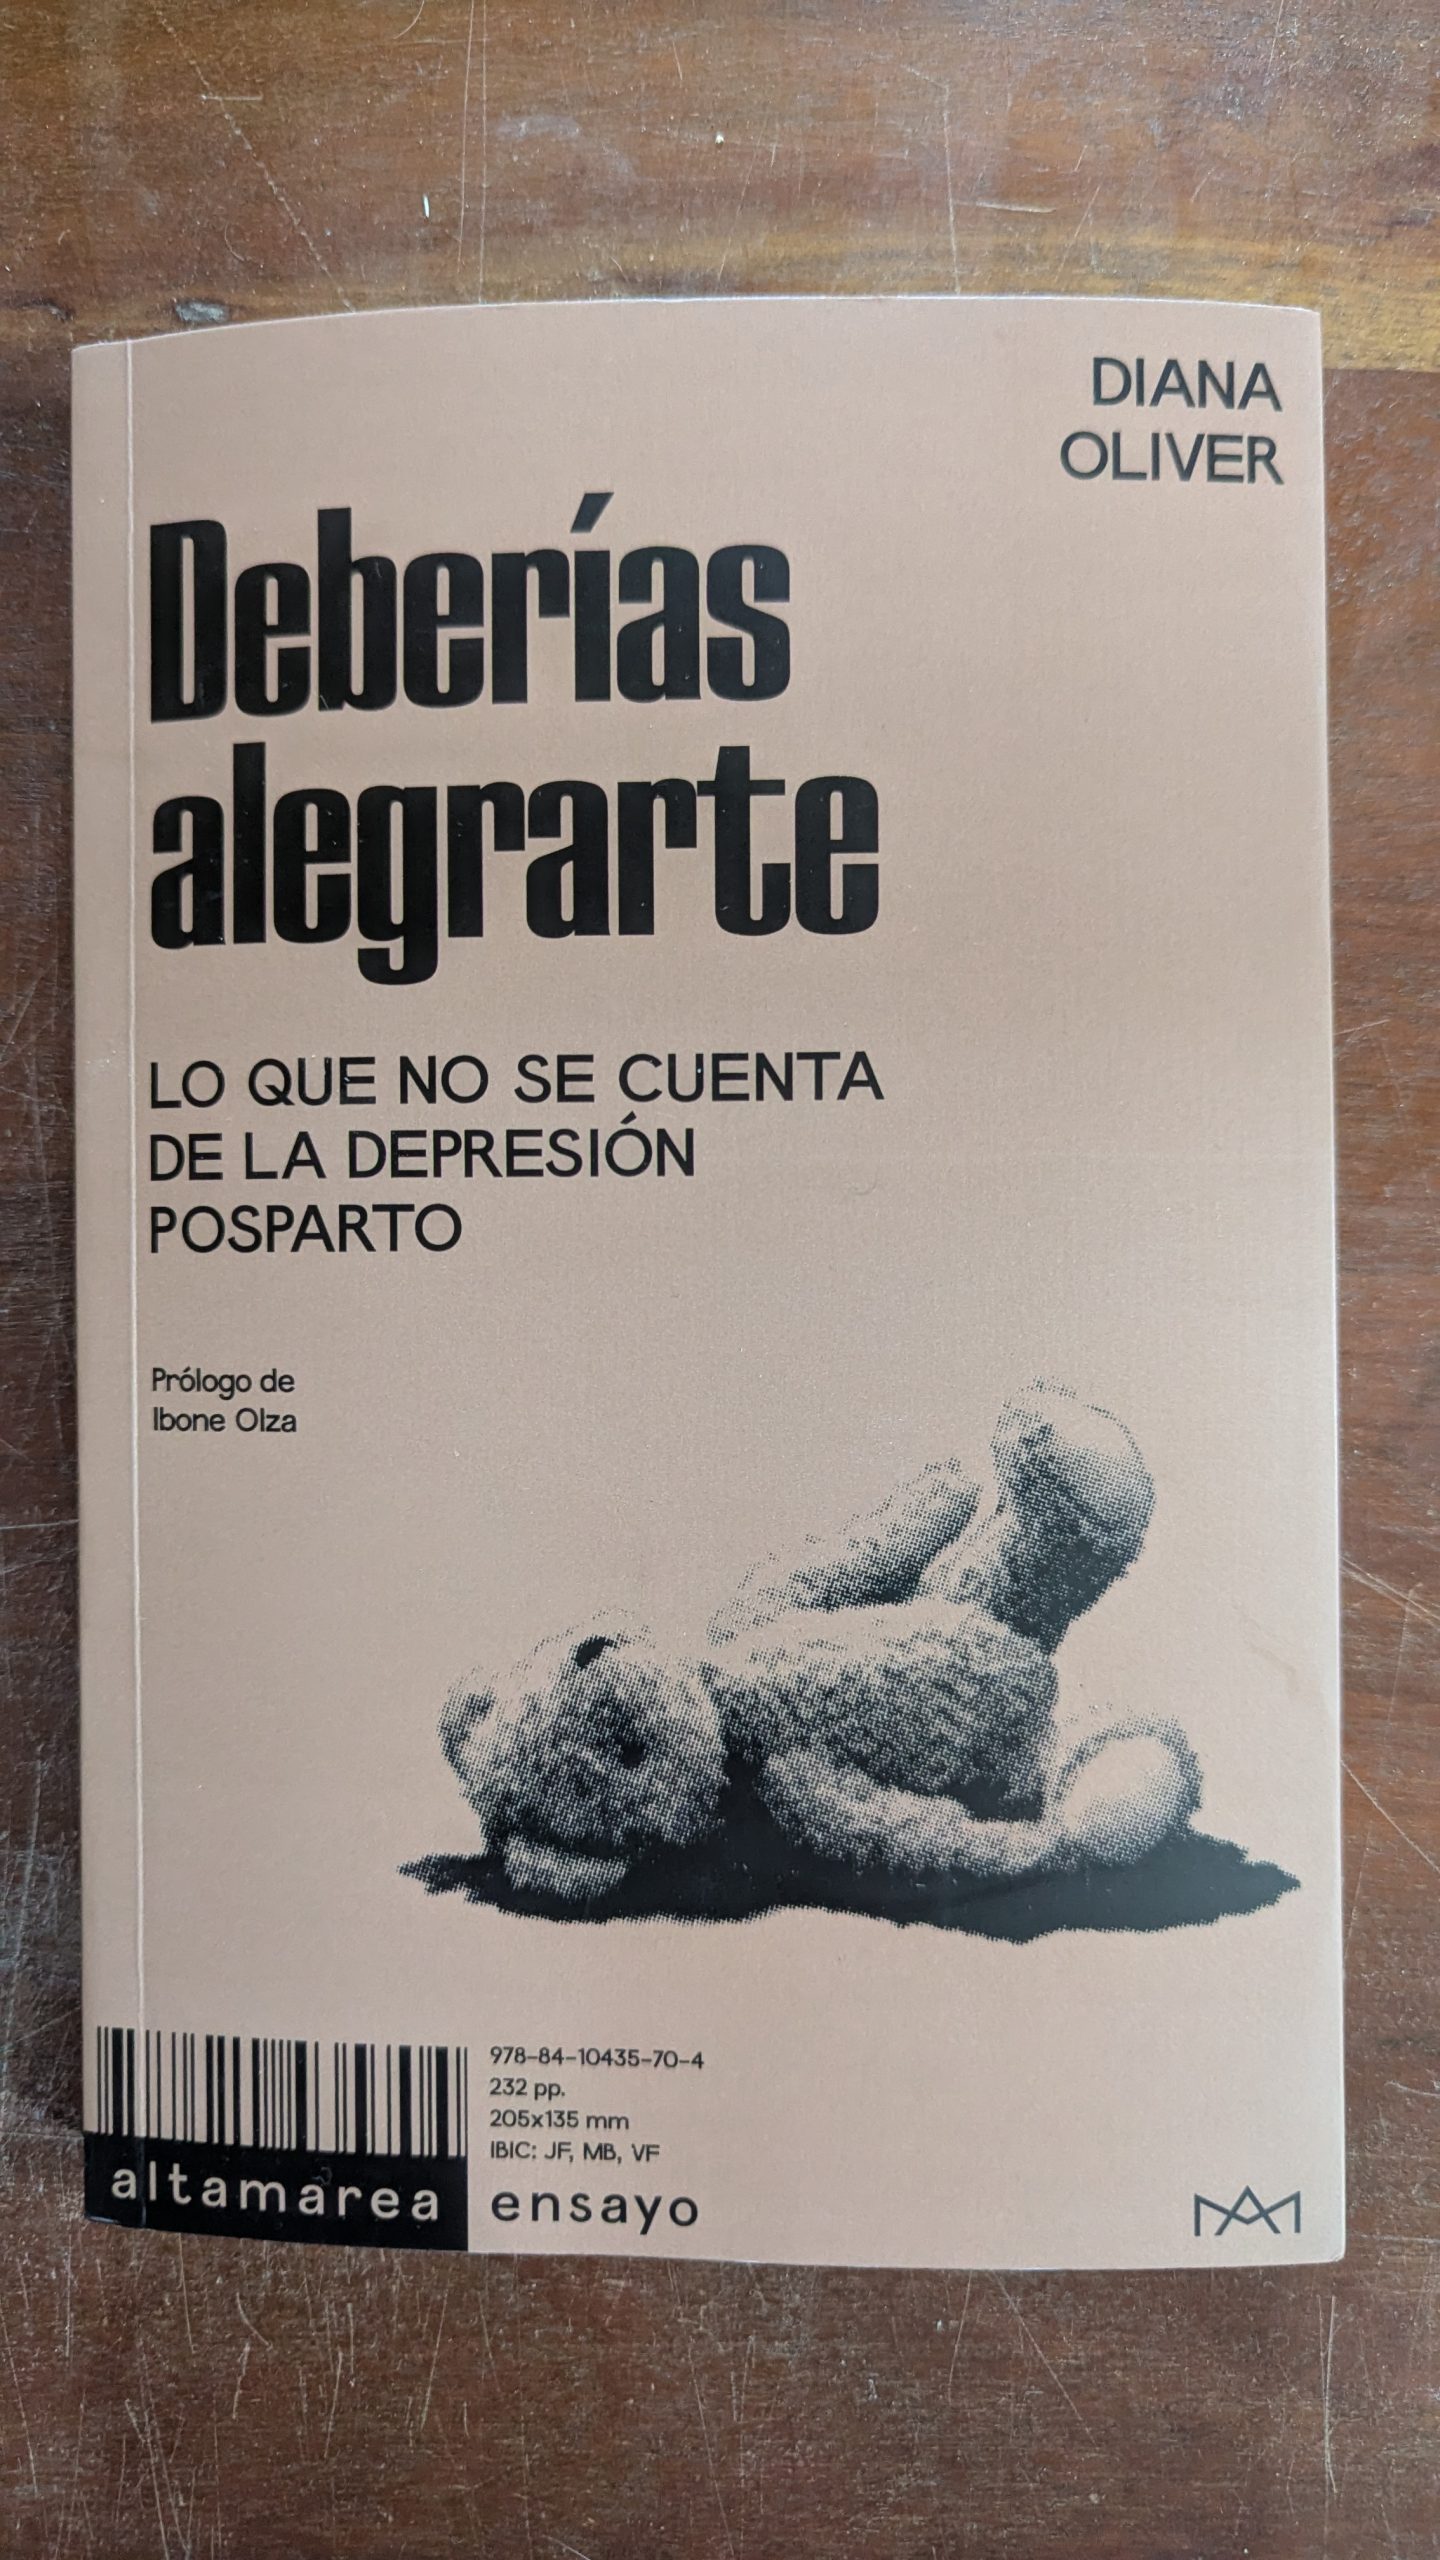 DIANA
OLIVER
Deberías
alegrarte
LO QUE NO SE CUENTA
DE LA DEPRESIÓN
POSPARTO
Prólogo de
Ibone Olza
978-84-10435-70-4
232 pp.
205x135 mm
IBIC: JF, MB, VF
altamarea ensayo